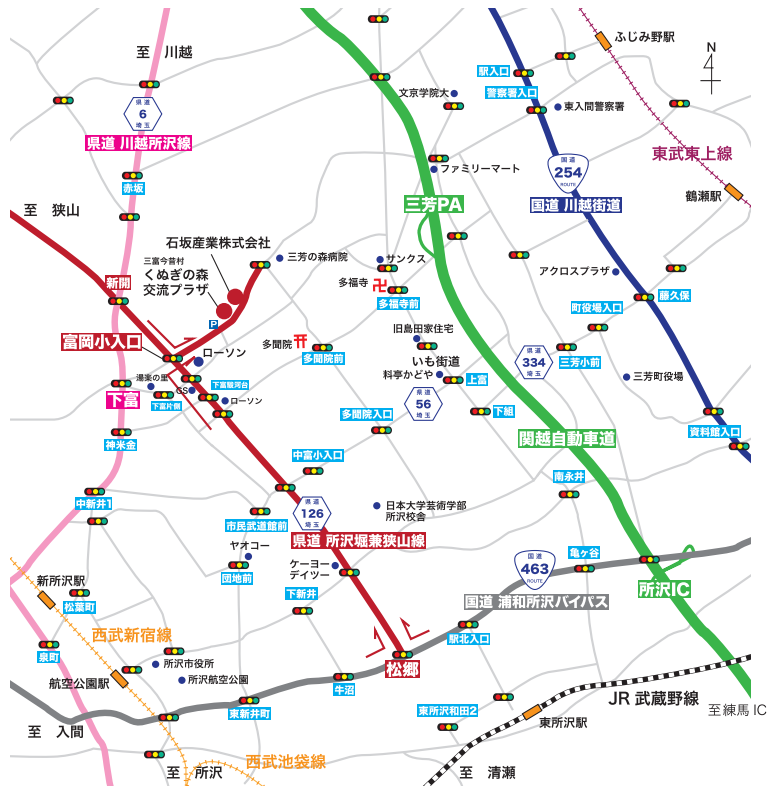 ふじみ野駅
至 川越
N
4
駅入口
文京学院大
警察署入口
東入間警察署
県道
6
埼玉
県道 川越所沢線
東武東上線
国道
254
ROUTE
ファミリーマート
赤坂
鶴瀬駅
三芳PA
国道 川越街道
至 狭山
石坂産業株式会社
三芳の森病院
サンクス
三富今昔村
くぬぎの森
交流プラザ
アクロスプラザ
新開
多福寺
卍
多福寺前
藤久保
町役場入口
P
旧島田家住宅
富岡小入口
多聞院
多聞院前
ローソン
いも街道
料亭かどや
上富
県道
334
埼玉
三芳小前
湯楽の里
GS
下富駿河台
三芳町役場
下富
下富片側
ローソン
県道
56
埼玉
下組
多聞院入口
資料館入口
神米金
関越自動車道
中富小入口
南永井
中新井1
日本大学芸術学部
所沢校舎
県道
126
埼玉
市民武道館前
県道 所沢堀兼狭山線
ヤオコー
団地前
ケーヨー
デイツー
国道
463
ROUTE
亀ヶ谷
所沢IC
新所沢駅
松葉町
下新井
国道 浦和所沢バイパス
西武新宿線
駅北入口
泉町
所沢市役所
松郷
航空公園駅
所沢航空公園
牛沼
JR 武蔵野線
東新井町
東所沢和田2
至練馬IC
東所沢駅
至 入間
西武池袋線
至 所沢
至 清瀬